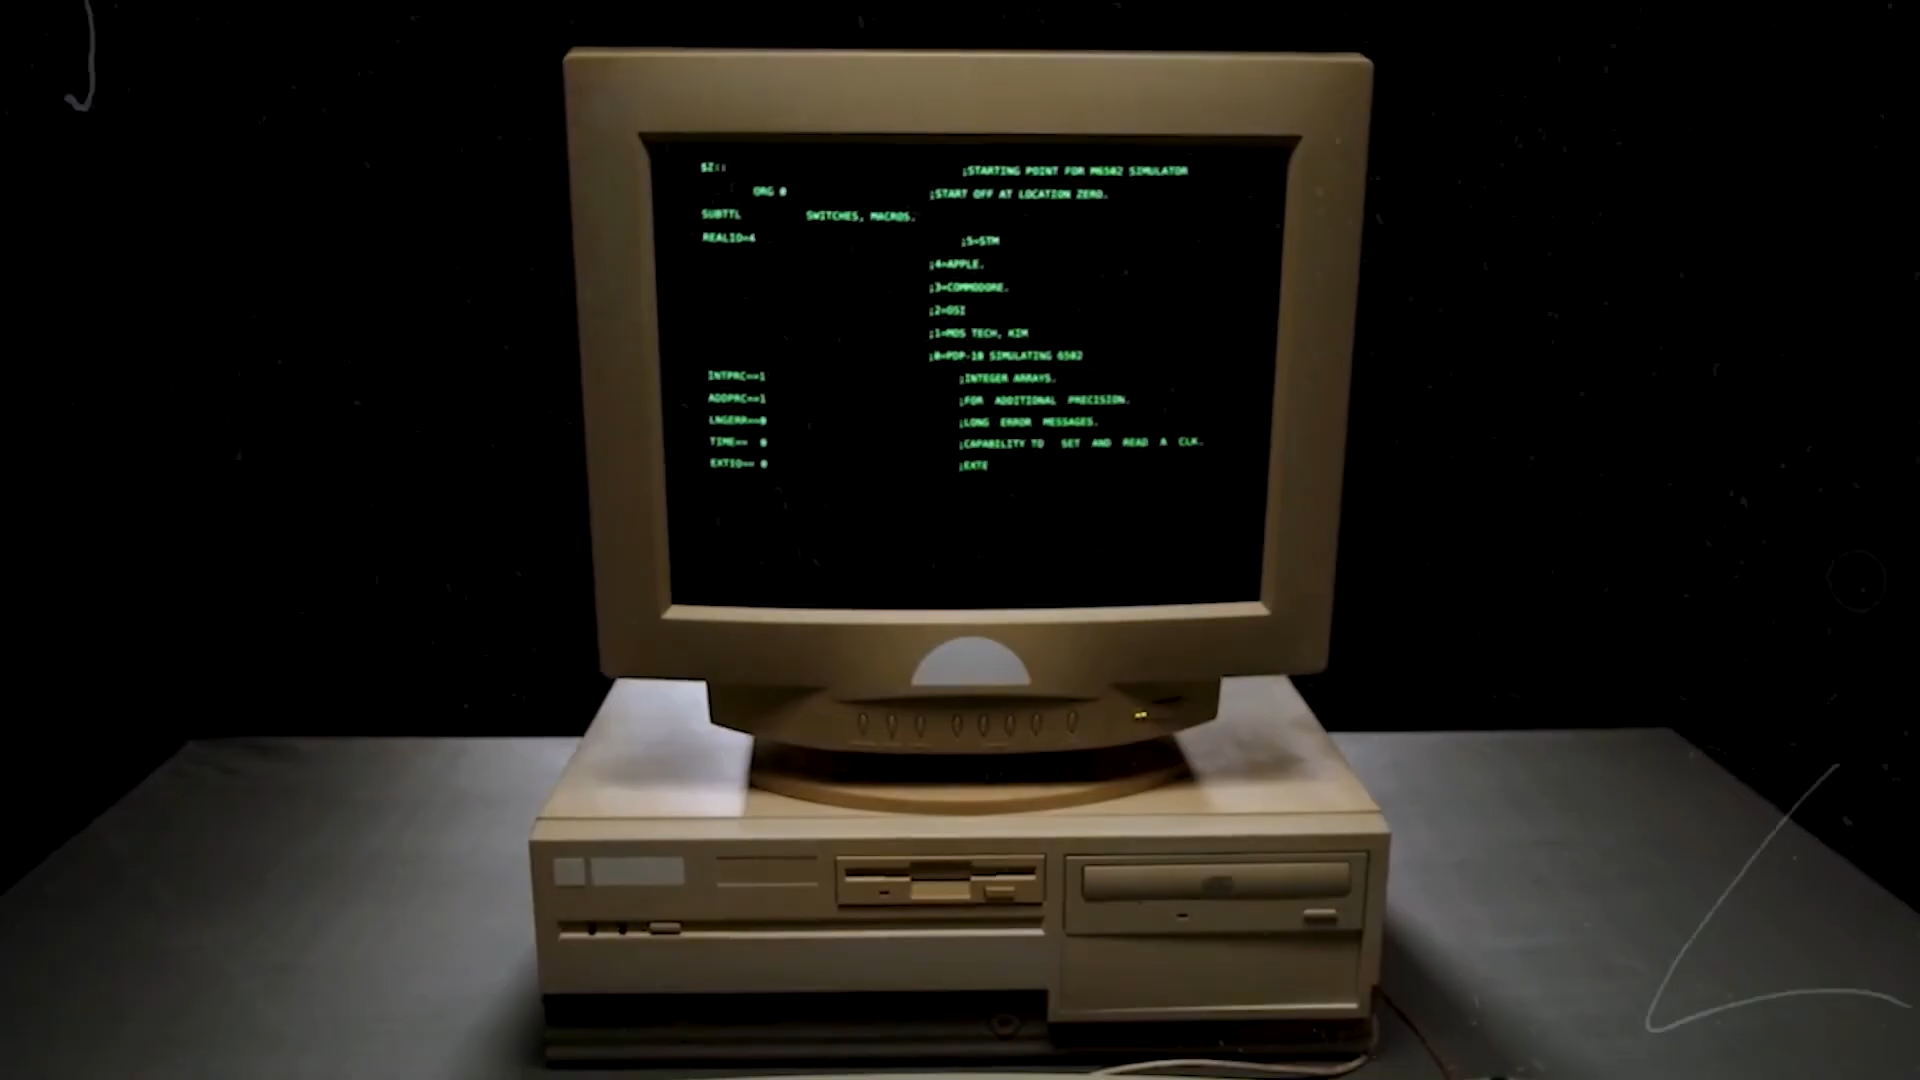 $Z::	;STARTING POINT FOR M6502 SIMULATOR
ORG 0	;START OFF AT LOCATION ZERO.
SUBTTL	SWITCHES, MACROS.
REALIO=4	;5=STM
;4=APPLE.
;3=COMMODORE.
;2=OSI
;1=MOS TECH, KIM
;0=PDP-10 SIMULATING 6502
INTPRC==1	;INTEGER ARRAYS.
ADDPRC==1	;FOR ADDITIONAL PRECISION.
LNGERR==0	;LONG ERROR MESSAGES.
TIME== 0	;CAPABILITY TO SET AND READ A CLK.
EXTIO== 0	;EXTE